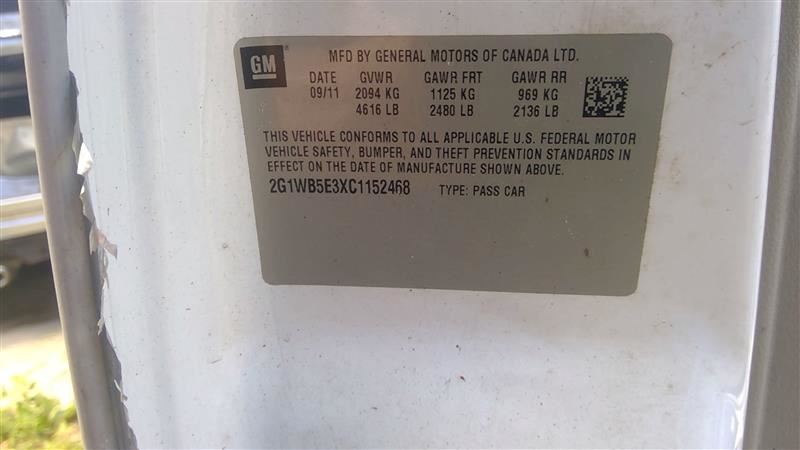 GM
MFD BY GENERAL MOTORS OF CANADA LTD.
DATE GVWR GAWR FRT GAWR RR
09/11 2094 KG 1125 KG 969 KG
4616 LB 2480 LB 2136 LB
THIS VEHICLE CONFORMS TO ALL APPLICABLE U.S. FEDERAL MOTOR
VEHICLE SAFETY, BUMPER, AND THEFT PREVENTION STANDARDS IN
EFFECT ON THE DATE OF MANUFACTURE SHOWN ABOVE.
2G1WB5E3XC1152468 TYPE: PASS CAR